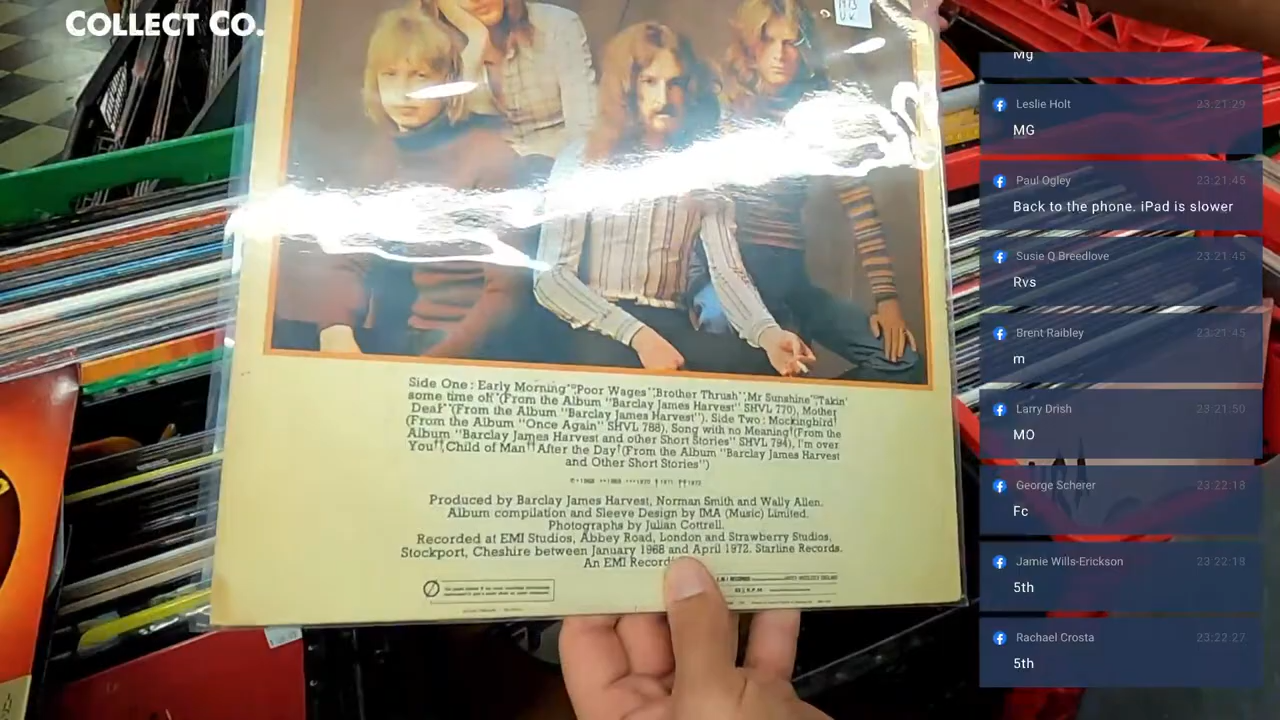 COLLECT CO.
1973
U.K.
Side One: Early Morning*°Poor Wages*,Brother Thrush*,Mr Sunshine*,"Takin'
some time off"(From the Album "Barclay James Harvest" SHVL 770), Mother
Deaf*(From the Album "Barclay James Harvest"). Side Two: Mockingbird†
(From the Album "Once Again" SHVL 788), Song with no Meaning†(From the
Album "Barclay James Harvest and other Short Stories" SHVL 794), I'm over
You††,Child of Man††After the Day†(From the Album "Barclay James Harvest
and Other Short Stories")
Produced by Barclay James Harvest, Norman Smith and Wally Allen.
Album compilation and Sleeve Design by IMA (Music) Limited.
Photographs by Julian Cottrell.
Recorded at EMI Studios, Abbey Road, London and Strawberry Studios,
Stockport, Cheshire between January 1968 and April 1972. Starline Records.
An EMI Record
Mg
Leslie Holt 23:21:29
MG
Paul Ogley 23:21:45
Back to the phone. iPad is slower
Susie Q Breedlove 23:21:45
Rvs
Brent Raibley 23:21:45
m
Larry Drish 23:21:50
MO
George Scherer 23:22:18
Fc
Jamie Wills-Erickson 23:22:18
5th
Rachael Crosta 23:22:27
5th